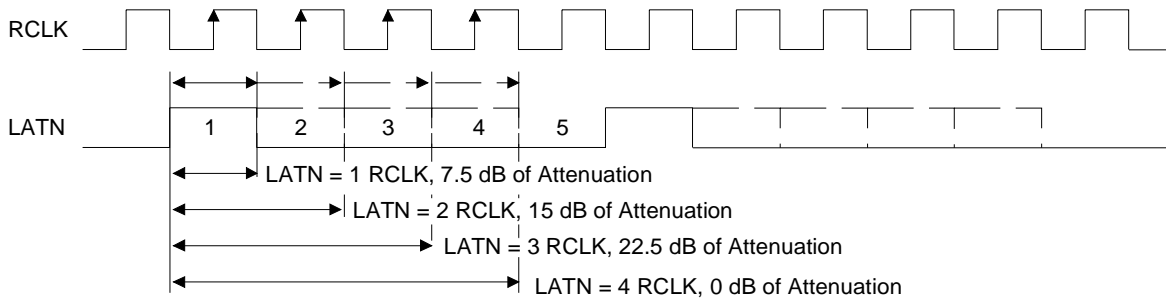 RCLK
LATN
1 2 3 4 5
LATN = 1 RCLK, 7.5 dB of Attenuation
LATN = 2 RCLK, 15 dB of Attenuation
LATN = 3 RCLK, 22.5 dB of Attenuation
LATN = 4 RCLK, 0 dB of Attenuation